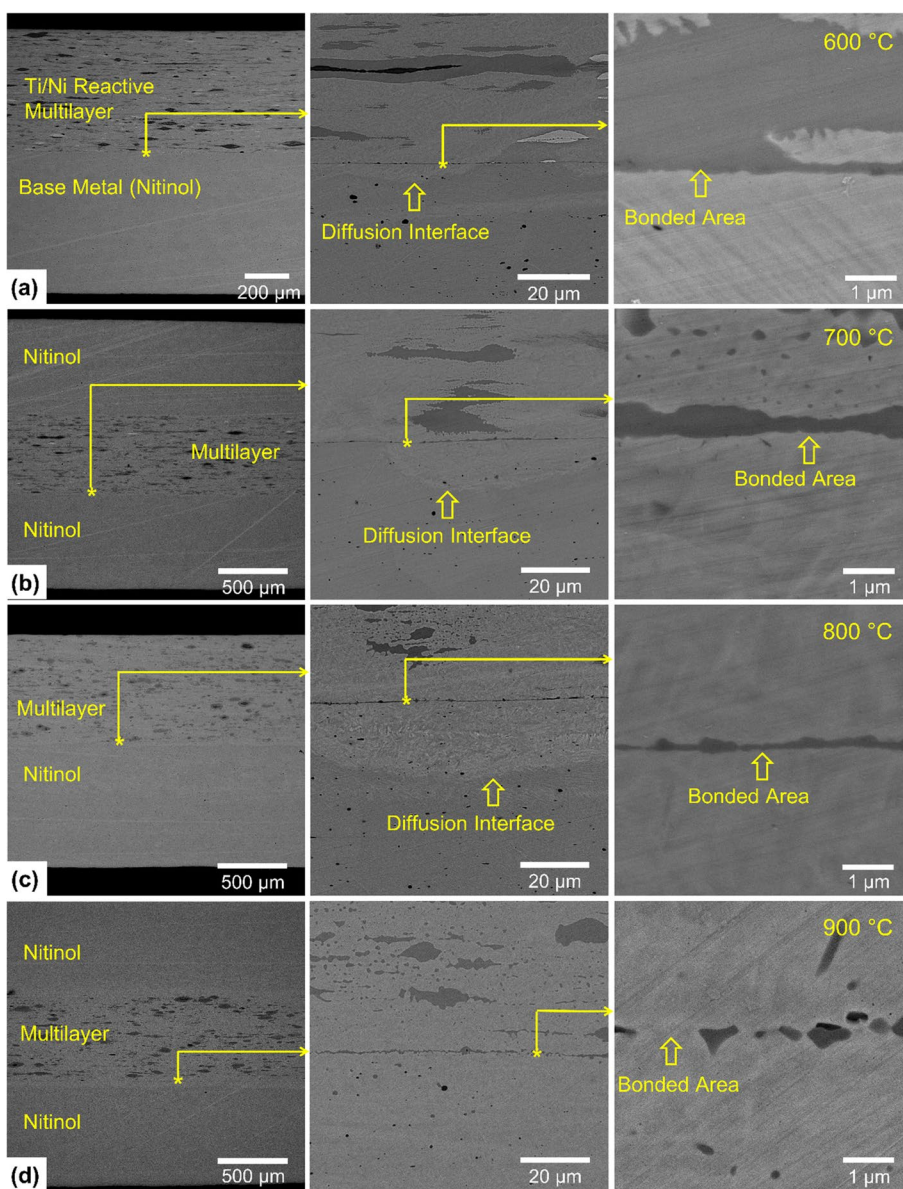 Ti/Ni Reactive
Multilayer
Base Metal (Nitinol)
200 µm
(a)
Diffusion Interface
20 µm
600 °C
Bonded Area
1 µm
Nitinol
Multilayer
Nitinol
500 µm
(b)
Diffusion Interface
20 µm
700 °C
Bonded Area
1 µm
Multilayer
Nitinol
500 µm
(c)
Diffusion Interface
20 µm
800 °C
Bonded Area
1 µm
Nitinol
Multilayer
Nitinol
500 µm
(d)
20 µm
900 °C
Bonded Area
1 µm